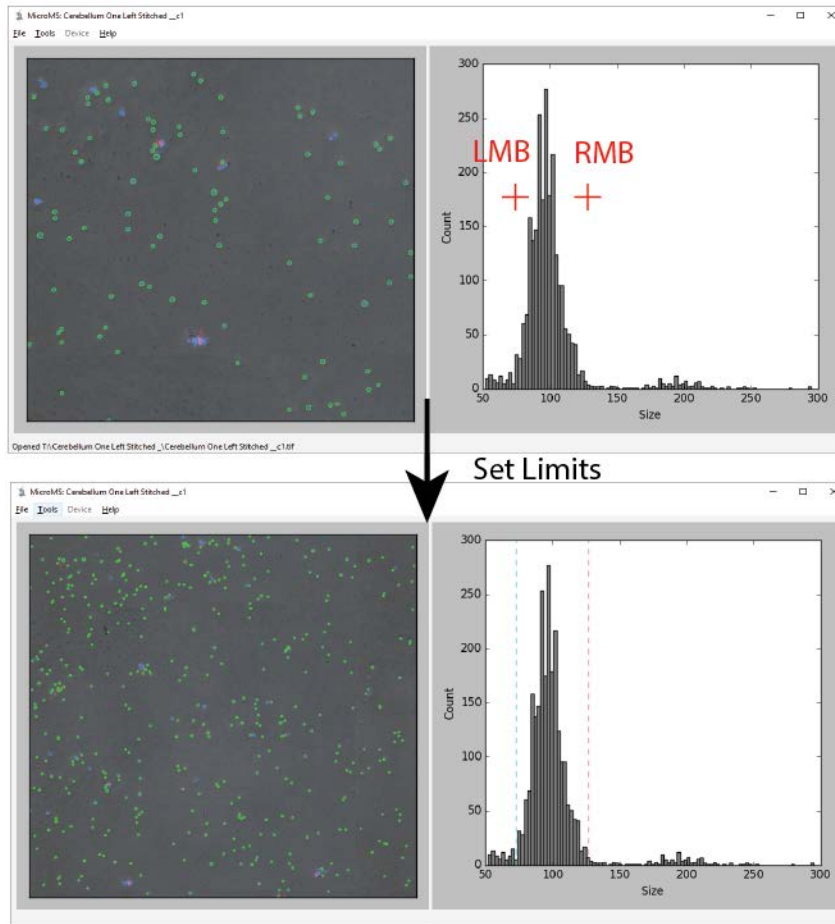 MicroMS: Cerebellum One Left Stitched __c1
File Tools Device Help
300
250
200
150
100
50
0
Count
LMB RMB
50 100 150 200 250 300
Size
Opened T:\Cerebellum One Left Stitched _\Cerebellum One Left Stitched __c1.tif
Set Limits
MicroMS: Cerebellum One Left Stitched __c1
File Tools Device Help
300
250
200
150
100
50
0
Count
50 100 150 200 250 300
Size